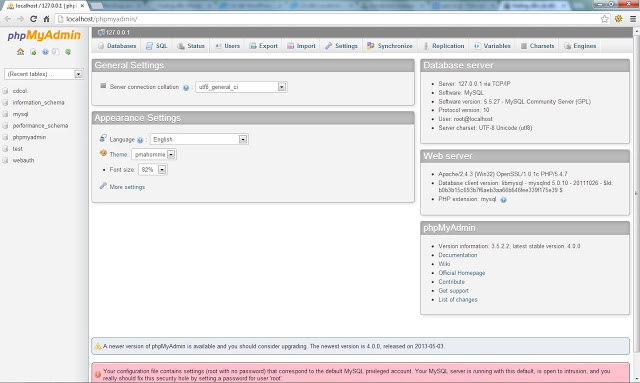 localhost / 127.0.0.1 | ph
localhost/phpmyadmin/
phpMyAdmin
(Recent tables) ...
cdcol
information_schema
mysql
performance_schema
phpmyadmin
test
webauth
127.0.0.1
Databases SQL Status Users Export Import Settings Synchronize Replication Variables Charsets Engines
General Settings
Server connection collation : utf8_general_ci
Appearance Settings
Language : English
Theme: pmahomme
Font size: 82%
More settings
Database server
Server: 127.0.0.1 via TCP/IP
Software: MySQL
Software version: 5.5.27 - MySQL Community Server (GPL)
Protocol version: 10
User: root@localhost
Server charset: UTF-8 Unicode (utf8)
Web server
Apache/2.4.3 (Win32) OpenSSL/1.0.1c PHP/5.4.7
Database client version: libmysql - mysqlnd 5.0.10 - 20111026 - $Id:
PHP extension: mysql
phpMyAdmin
Version information: 3.5.2.2, latest stable version: 4.0.0
Documentation
Wiki
Official Homepage
Contribute
Get support
List of changes
A newer version of phpMyAdmin is available and you should consider upgrading. The newest version is 4.0.0, released on 2013-05-03.
Your configuration file contains settings (root with no password) that correspond to the default MySQL privileged account. Your MySQL server is running with this default, is open to intrusion, and you
really should fix this security hole by setting a password for user 'root'.